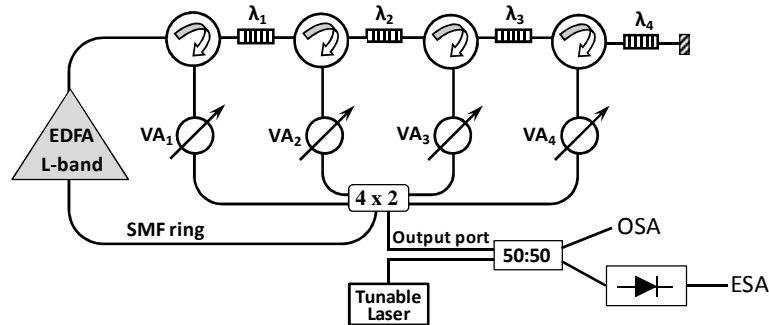 λ₁
λ₂
λ₃
λ₄
EDFA
L-band
VA₁
VA₂
VA₃
VA₄
4 x 2
SMF ring
Output port
50:50
OSA
ESA
Tunable
Laser